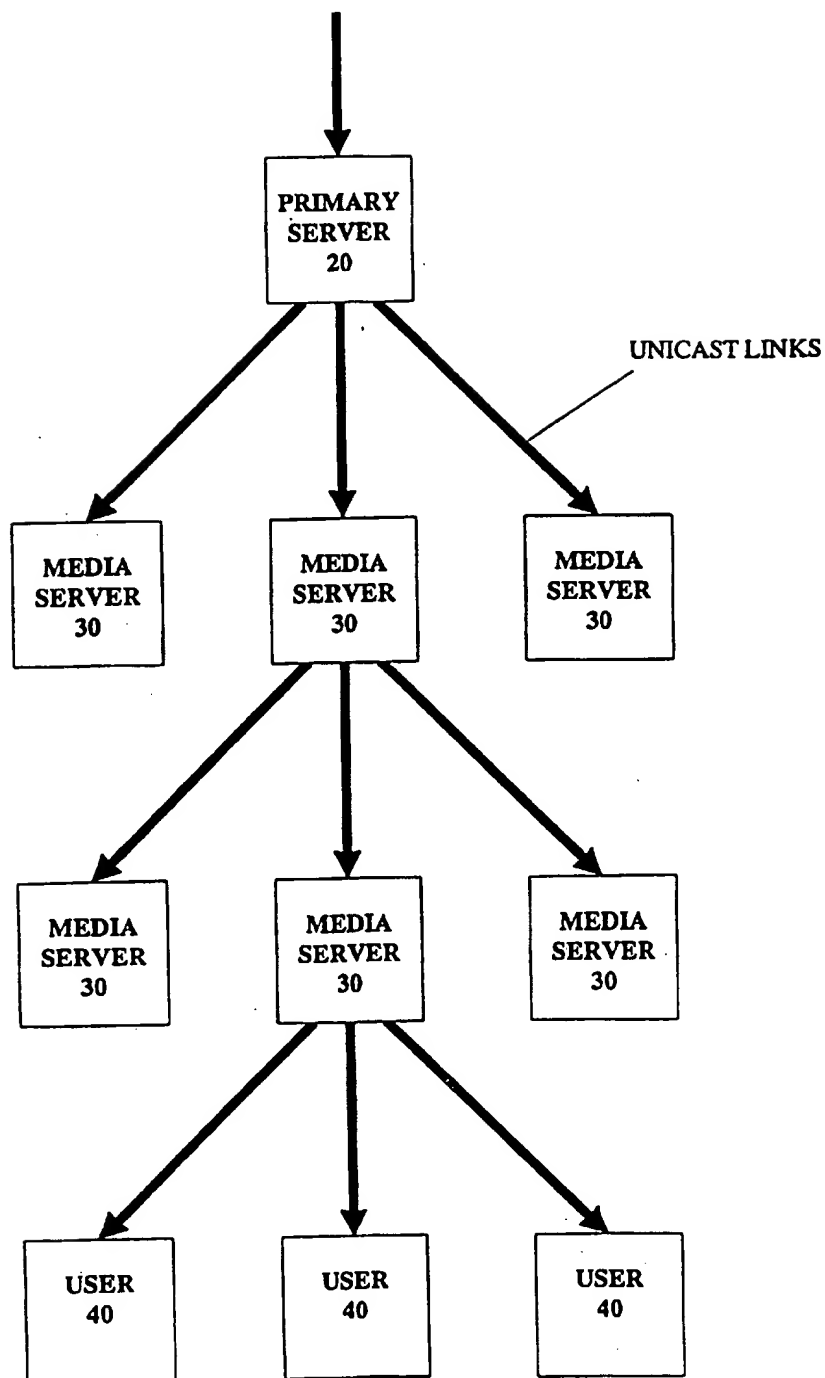 PRIMARY
SERVER
20
UNICAST LINKS
MEDIA
SERVER
30
MEDIA
SERVER
30
MEDIA
SERVER
30
MEDIA
SERVER
30
MEDIA
SERVER
30
MEDIA
SERVER
30
USER
40
USER
40
USER
40